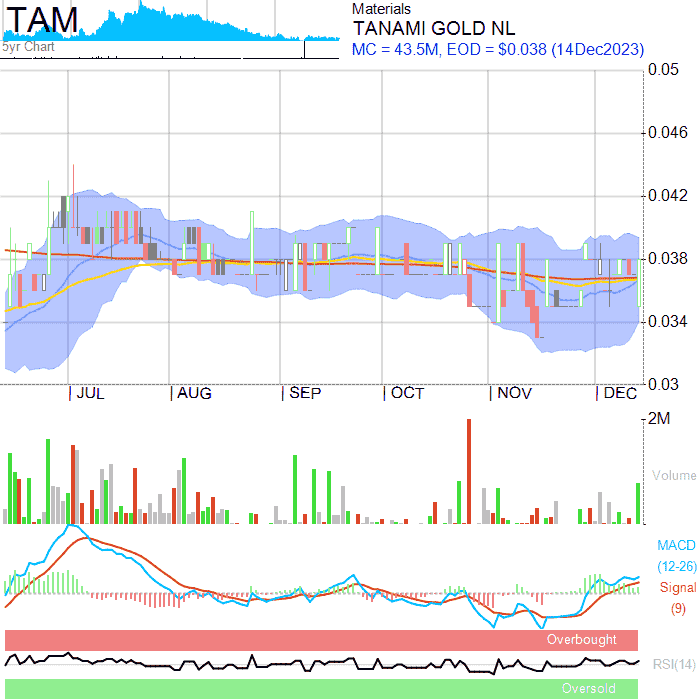 TAM
5yr Chart
Materials
TANAMI GOLD NL
MC = 43.5M, EOD = $0.038 (14Dec2023)
0.05
0.046
0.042
0.038
0.034
0.03
JUL
AUG
SEP
OCT
NOV
DEC
2M
Volume
MACD
(12-26)
Signal
(9)
Overbought
RSI(14)
Oversold